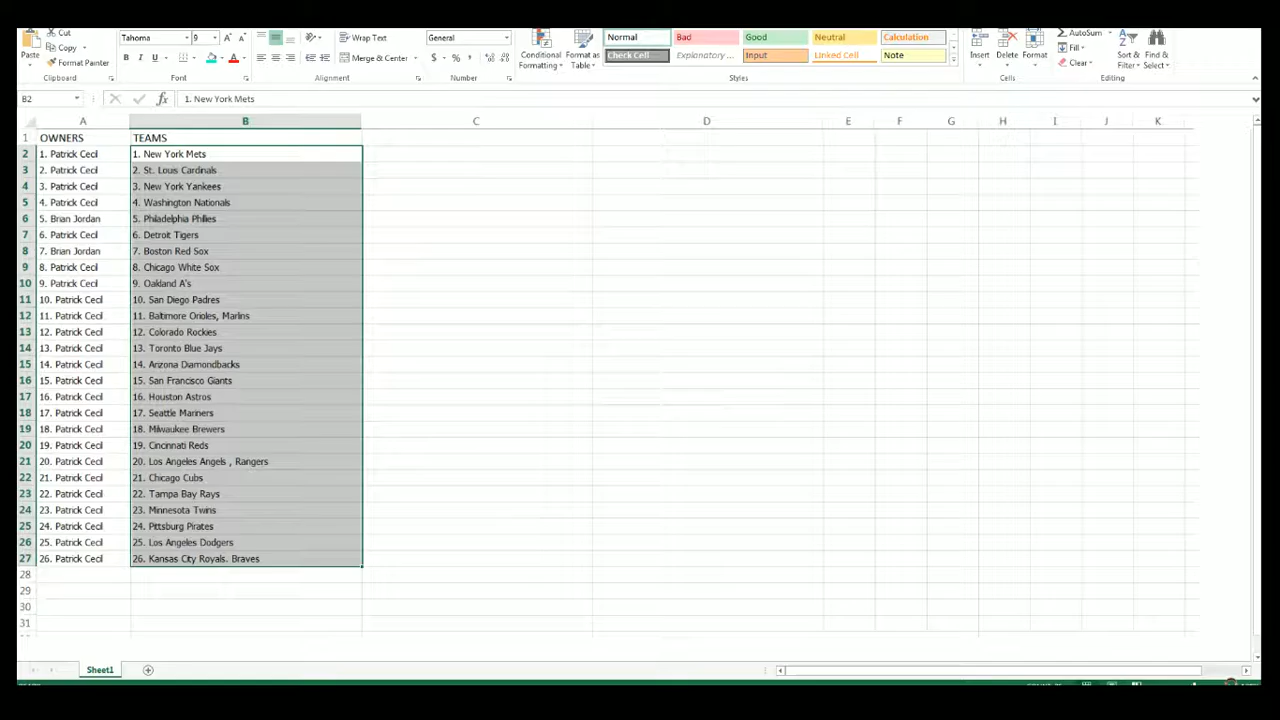 Cut
Copy
Paste
Format Painter
Clipboard
Tahoma 9 A A
B I U A
Font
Wrap Text
Merge & Center
Alignment
General
$ % ,
Number
Conditional Formatting
Format as Table
Normal Bad Good Neutral Calculation
Check Cell Explanatory ... Input Linked Cell Note
Styles
Insert Delete Format
Cells
AutoSum
Fill
Clear
Sort & Filter
Find & Select
Editing
B2 fx 1. New York Mets
A B C D E F G H I J K
1 OWNERS TEAMS
2 1. Patrick Cecil 1. New York Mets
3 2. Patrick Cecil 2. St. Louis Cardinals
4 3. Patrick Cecil 3. New York Yankees
5 4. Patrick Cecil 4. Washington Nationals
6 5. Brian Jordan 5. Philadelphia Phillies
7 6. Patrick Cecil 6. Detroit Tigers
8 7. Brian Jordan 7. Boston Red Sox
9 8. Patrick Cecil 8. Chicago White Sox
10 9. Patrick Cecil 9. Oakland A's
11 10. Patrick Cecil 10. San Diego Padres
12 11. Patrick Cecil 11. Baltimore Orioles, Marlins
13 12. Patrick Cecil 12. Colorado Rockies
14 13. Patrick Cecil 13. Toronto Blue Jays
15 14. Patrick Cecil 14. Arizona Diamondbacks
16 15. Patrick Cecil 15. San Francisco Giants
17 16. Patrick Cecil 16. Houston Astros
18 17. Patrick Cecil 17. Seattle Mariners
19 18. Patrick Cecil 18. Milwaukee Brewers
20 19. Patrick Cecil 19. Cincinnati Reds
21 20. Patrick Cecil 20. Los Angeles Angels , Rangers
22 21. Patrick Cecil 21. Chicago Cubs
23 22. Patrick Cecil 22. Tampa Bay Rays
24 23. Patrick Cecil 23. Minnesota Twins
25 24. Patrick Cecil 24. Pittsburg Pirates
26 25. Patrick Cecil 25. Los Angeles Dodgers
27 26. Patrick Cecil 26. Kansas City Royals. Braves
28
29
30
31
Sheet1